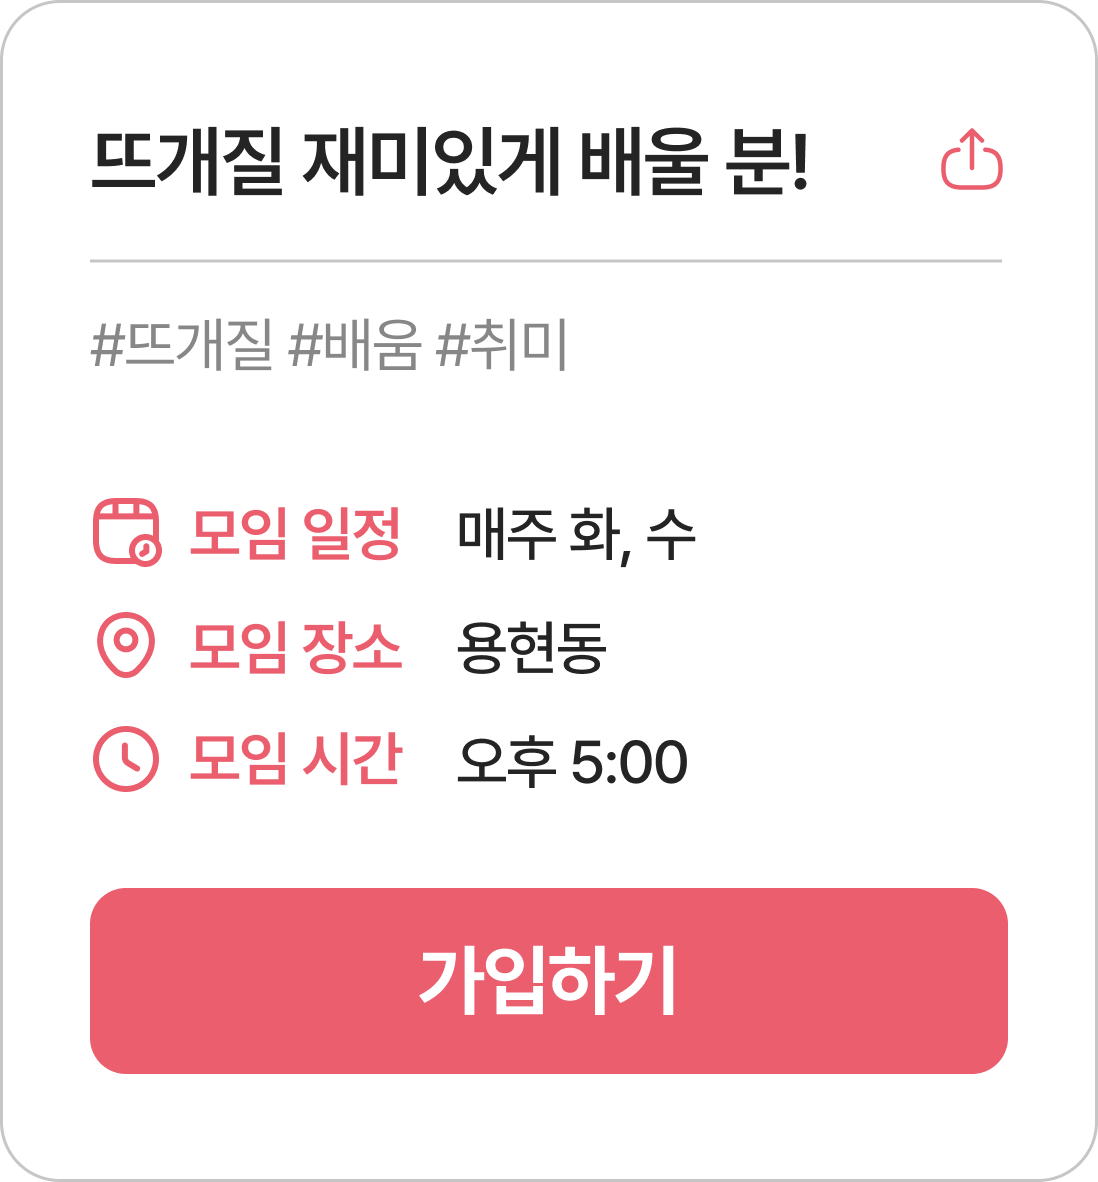 뜨개질 재미있게 배울 분!
#뜨개질 #배움 #취미
모임 일정 매주 화, 수
모임 장소 용현동
모임 시간 오후 5:00
가입하기